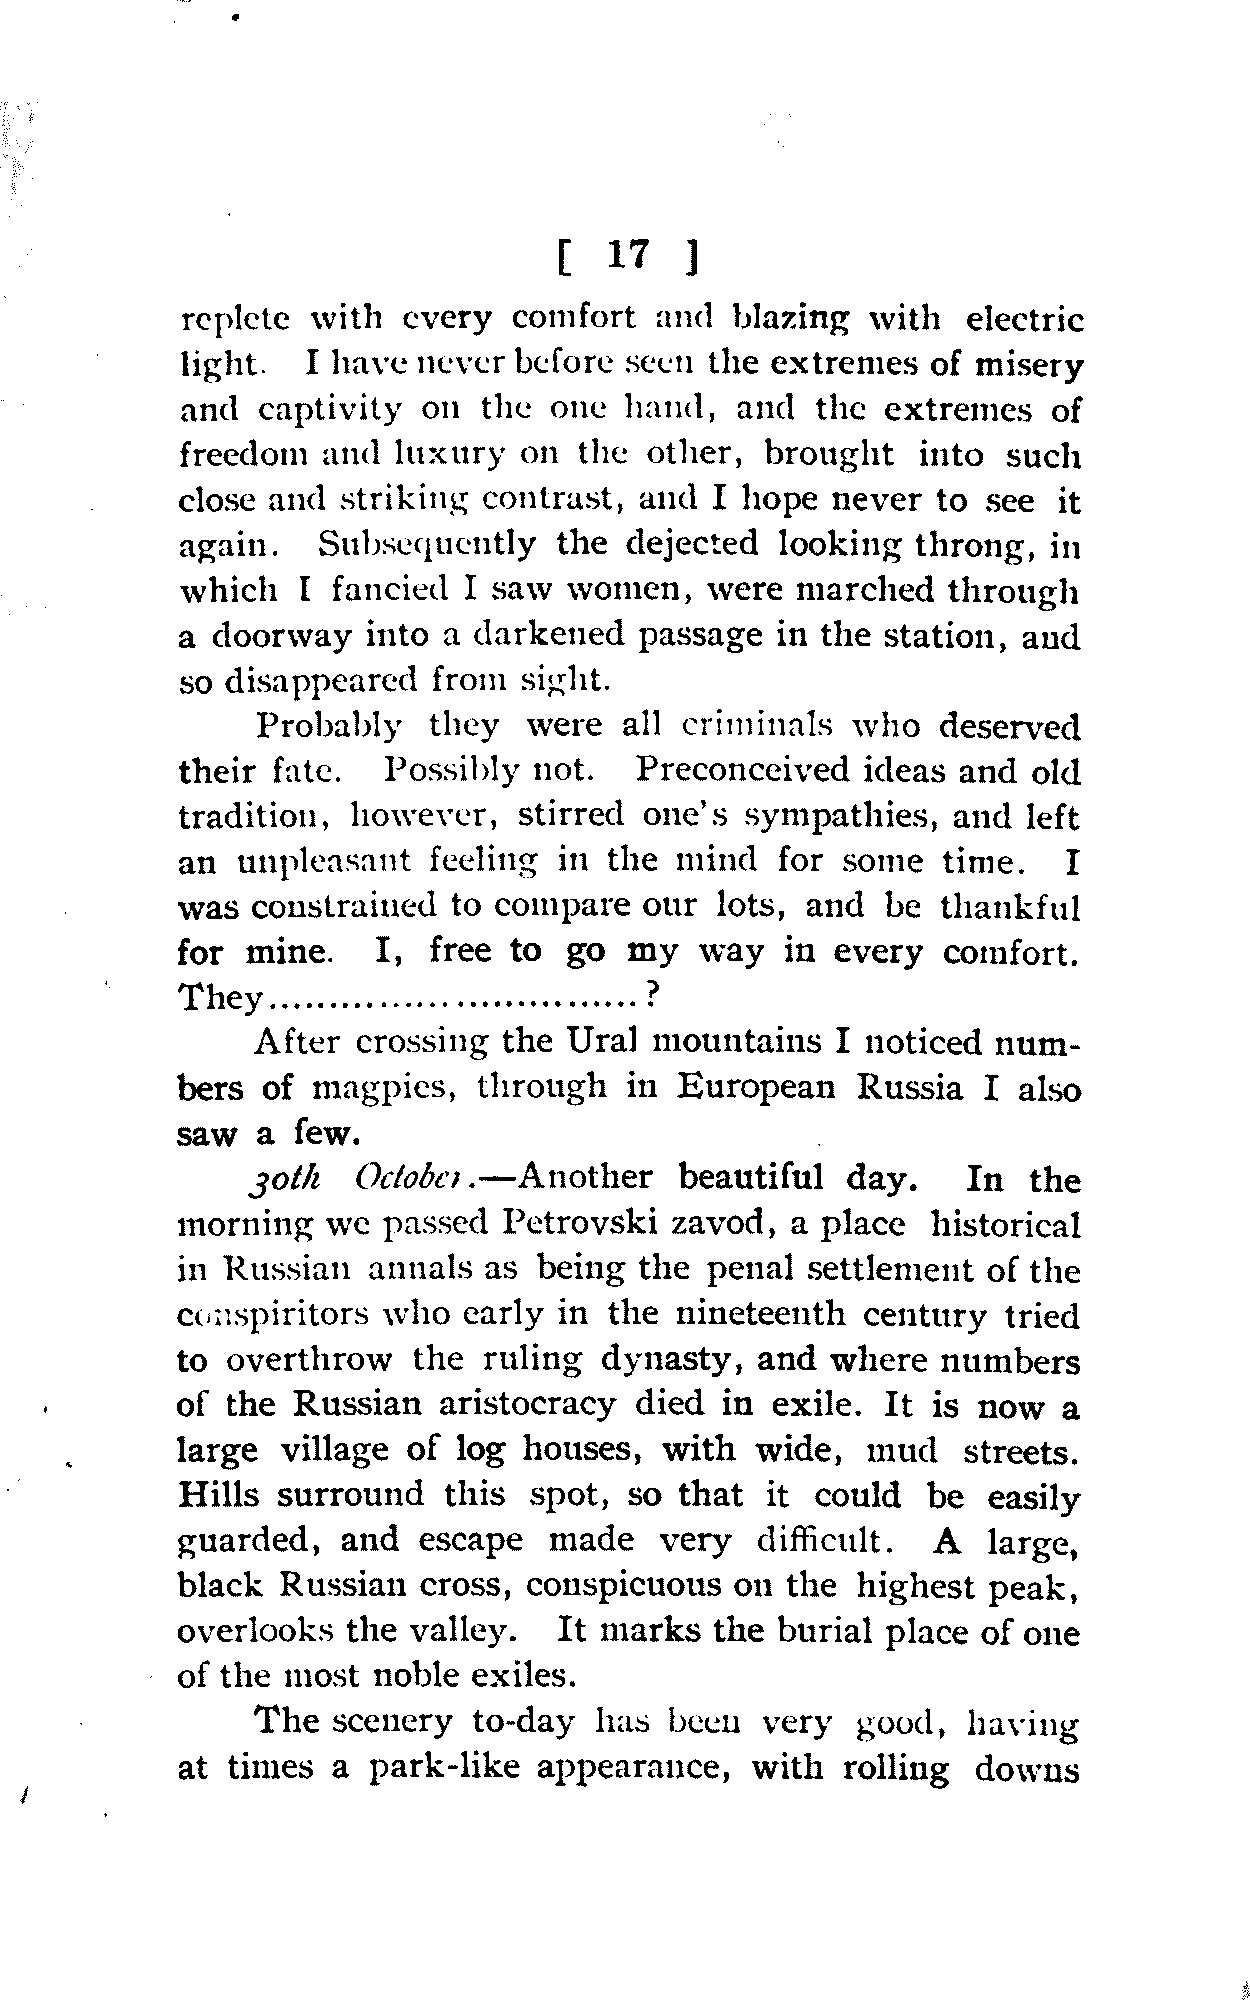 [ 17 ]
replete with every comfort and blazing with electric
light. I have never before seen the extremes of misery
and captivity on the one hand, and the extremes of
freedom and luxury on the other, brought into such
close and striking contrast, and I hope never to see it
again. Subsequently the dejected looking throng, in
which I fancied I saw women, were marched through
a doorway into a darkened passage in the station, and
so disappeared from sight.
Probably they were all criminals who deserved
their fate. Possibly not. Preconceived ideas and old
tradition, however, stirred one's sympathies, and left
an unpleasant feeling in the mind for some time. I
was constrained to compare our lots, and be thankful
for mine. I, free to go my way in every comfort.
They................................?
After crossing the Ural mountains I noticed num-
bers of magpies, through in European Russia I also
saw a few.
30th October.—Another beautiful day. In the
morning we passed Petrovski zavod, a place historical
in Russian annals as being the penal settlement of the
conspiritors who early in the nineteenth century tried
to overthrow the ruling dynasty, and where numbers
of the Russian aristocracy died in exile. It is now a
large village of log houses, with wide, mud streets.
Hills surround this spot, so that it could be easily
guarded, and escape made very difficult. A large,
black Russian cross, conspicuous on the highest peak,
overlooks the valley. It marks the burial place of one
of the most noble exiles.
The scenery to-day has been very good, having
at times a park-like appearance, with rolling downs